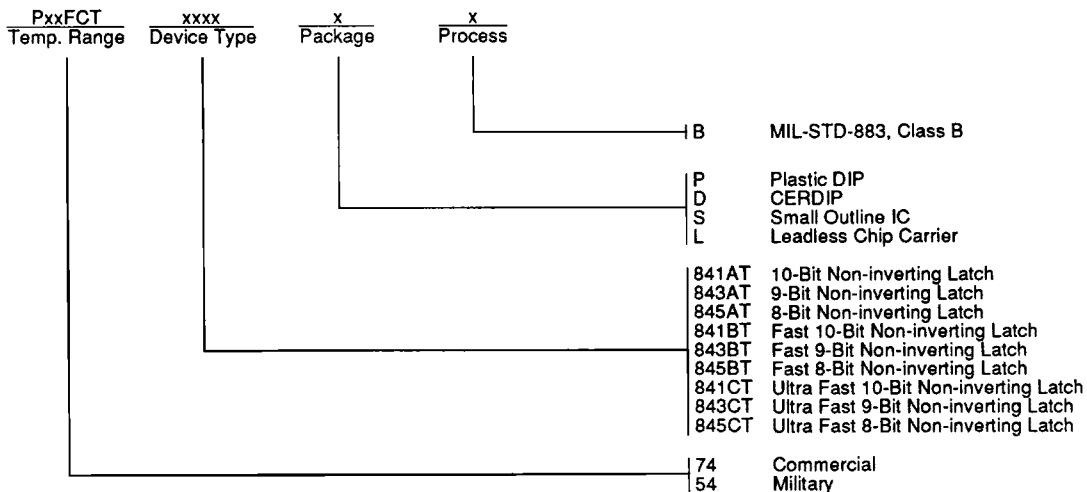 PxxFCT xxxx x x
Temp. Range Device Type Package Process
B MIL-STD-883, Class B
P Plastic DIP
D CERDIP
S Small Outline IC
L Leadless Chip Carrier
841AT 10-Bit Non-inverting Latch
843AT 9-Bit Non-inverting Latch
845AT 8-Bit Non-inverting Latch
841BT Fast 10-Bit Non-inverting Latch
843BT Fast 9-Bit Non-inverting Latch
845BT Fast 8-Bit Non-inverting Latch
841CT Ultra Fast 10-Bit Non-inverting Latch
843CT Ultra Fast 9-Bit Non-inverting Latch
845CT Ultra Fast 8-Bit Non-inverting Latch
74 Commercial
54 Military